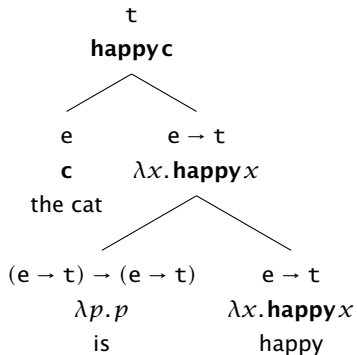 t
happy c
e e → t
c λx.happy x
the cat
(e → t) → (e → t) e → t
λp.p λx.happy x
is happy